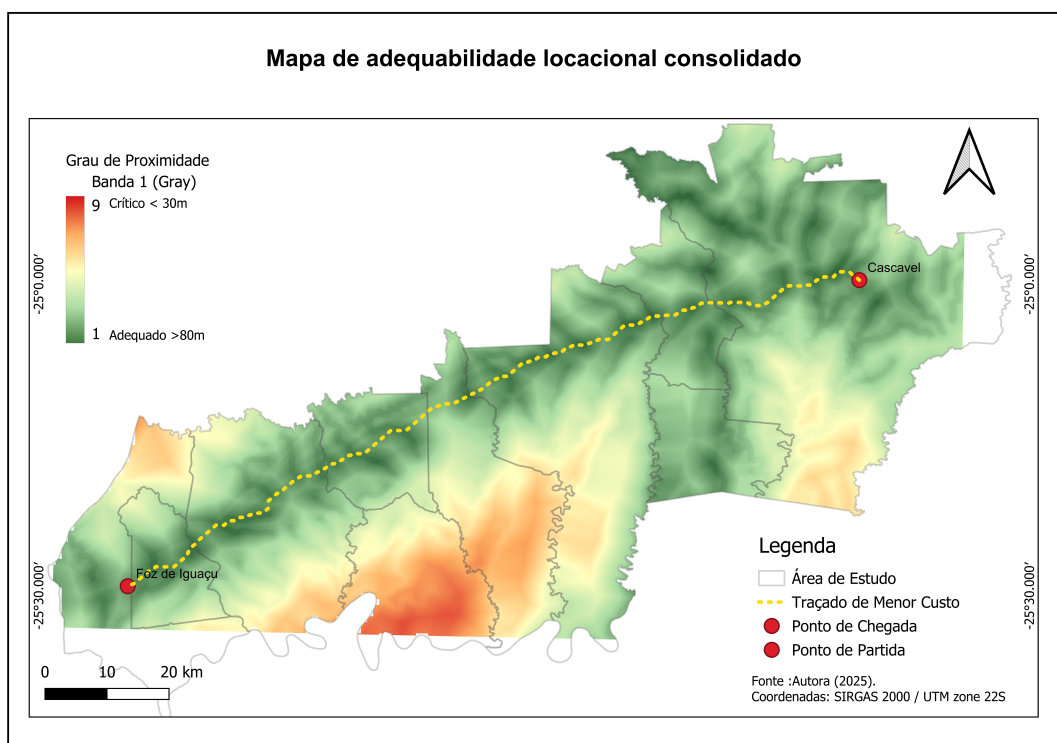 Mapa de adequabilidade locacional consolidado
Grau de Proximidade
Banda 1 (Gray)
9 Crítico < 30m
1 Adequado >80m
-25°0.000'
-25°0.000'
-25°30.000'
-25°30.000'
Cascavel
Foz de Iguaçu
0 10 20 km
Legenda
Área de Estudo
Traçado de Menor Custo
Ponto de Chegada
Ponto de Partida
Fonte :Autora (2025).
Coordenadas: SIRGAS 2000 / UTM zone 22S